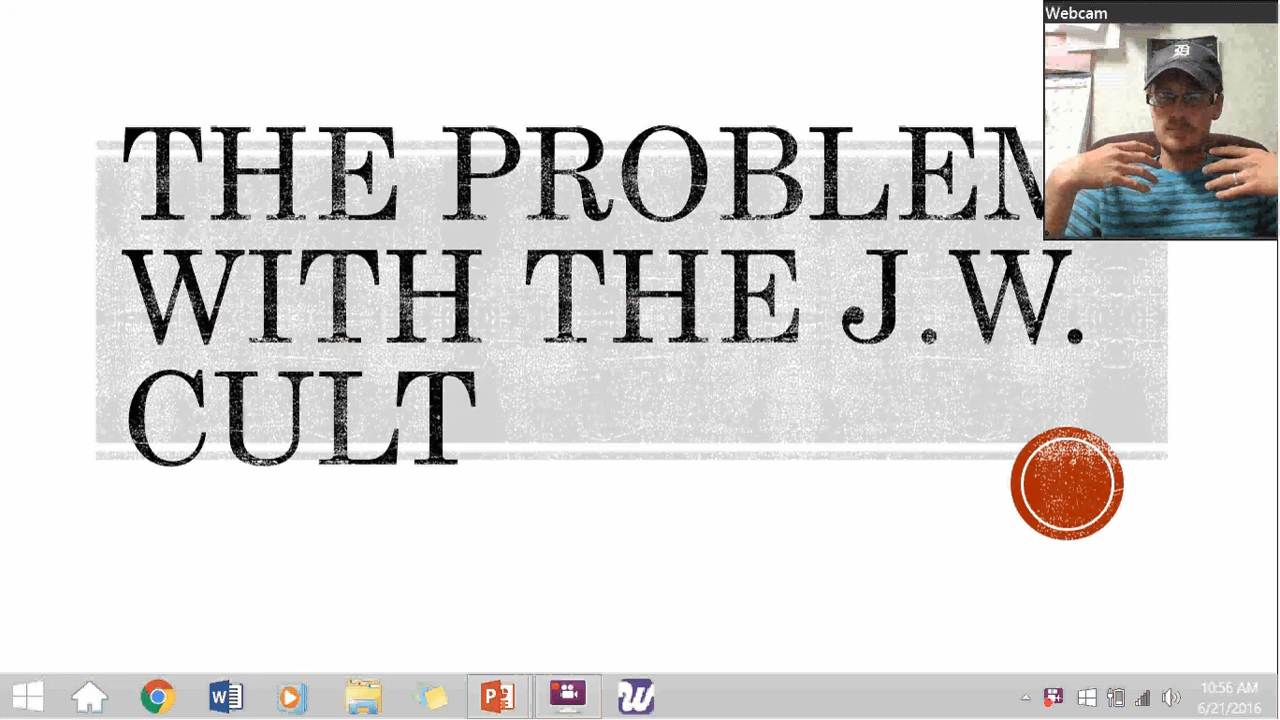 Webcam
THE PROBLEM
WITH THE J.W.
CULT
10:56 AM
6/21/2016